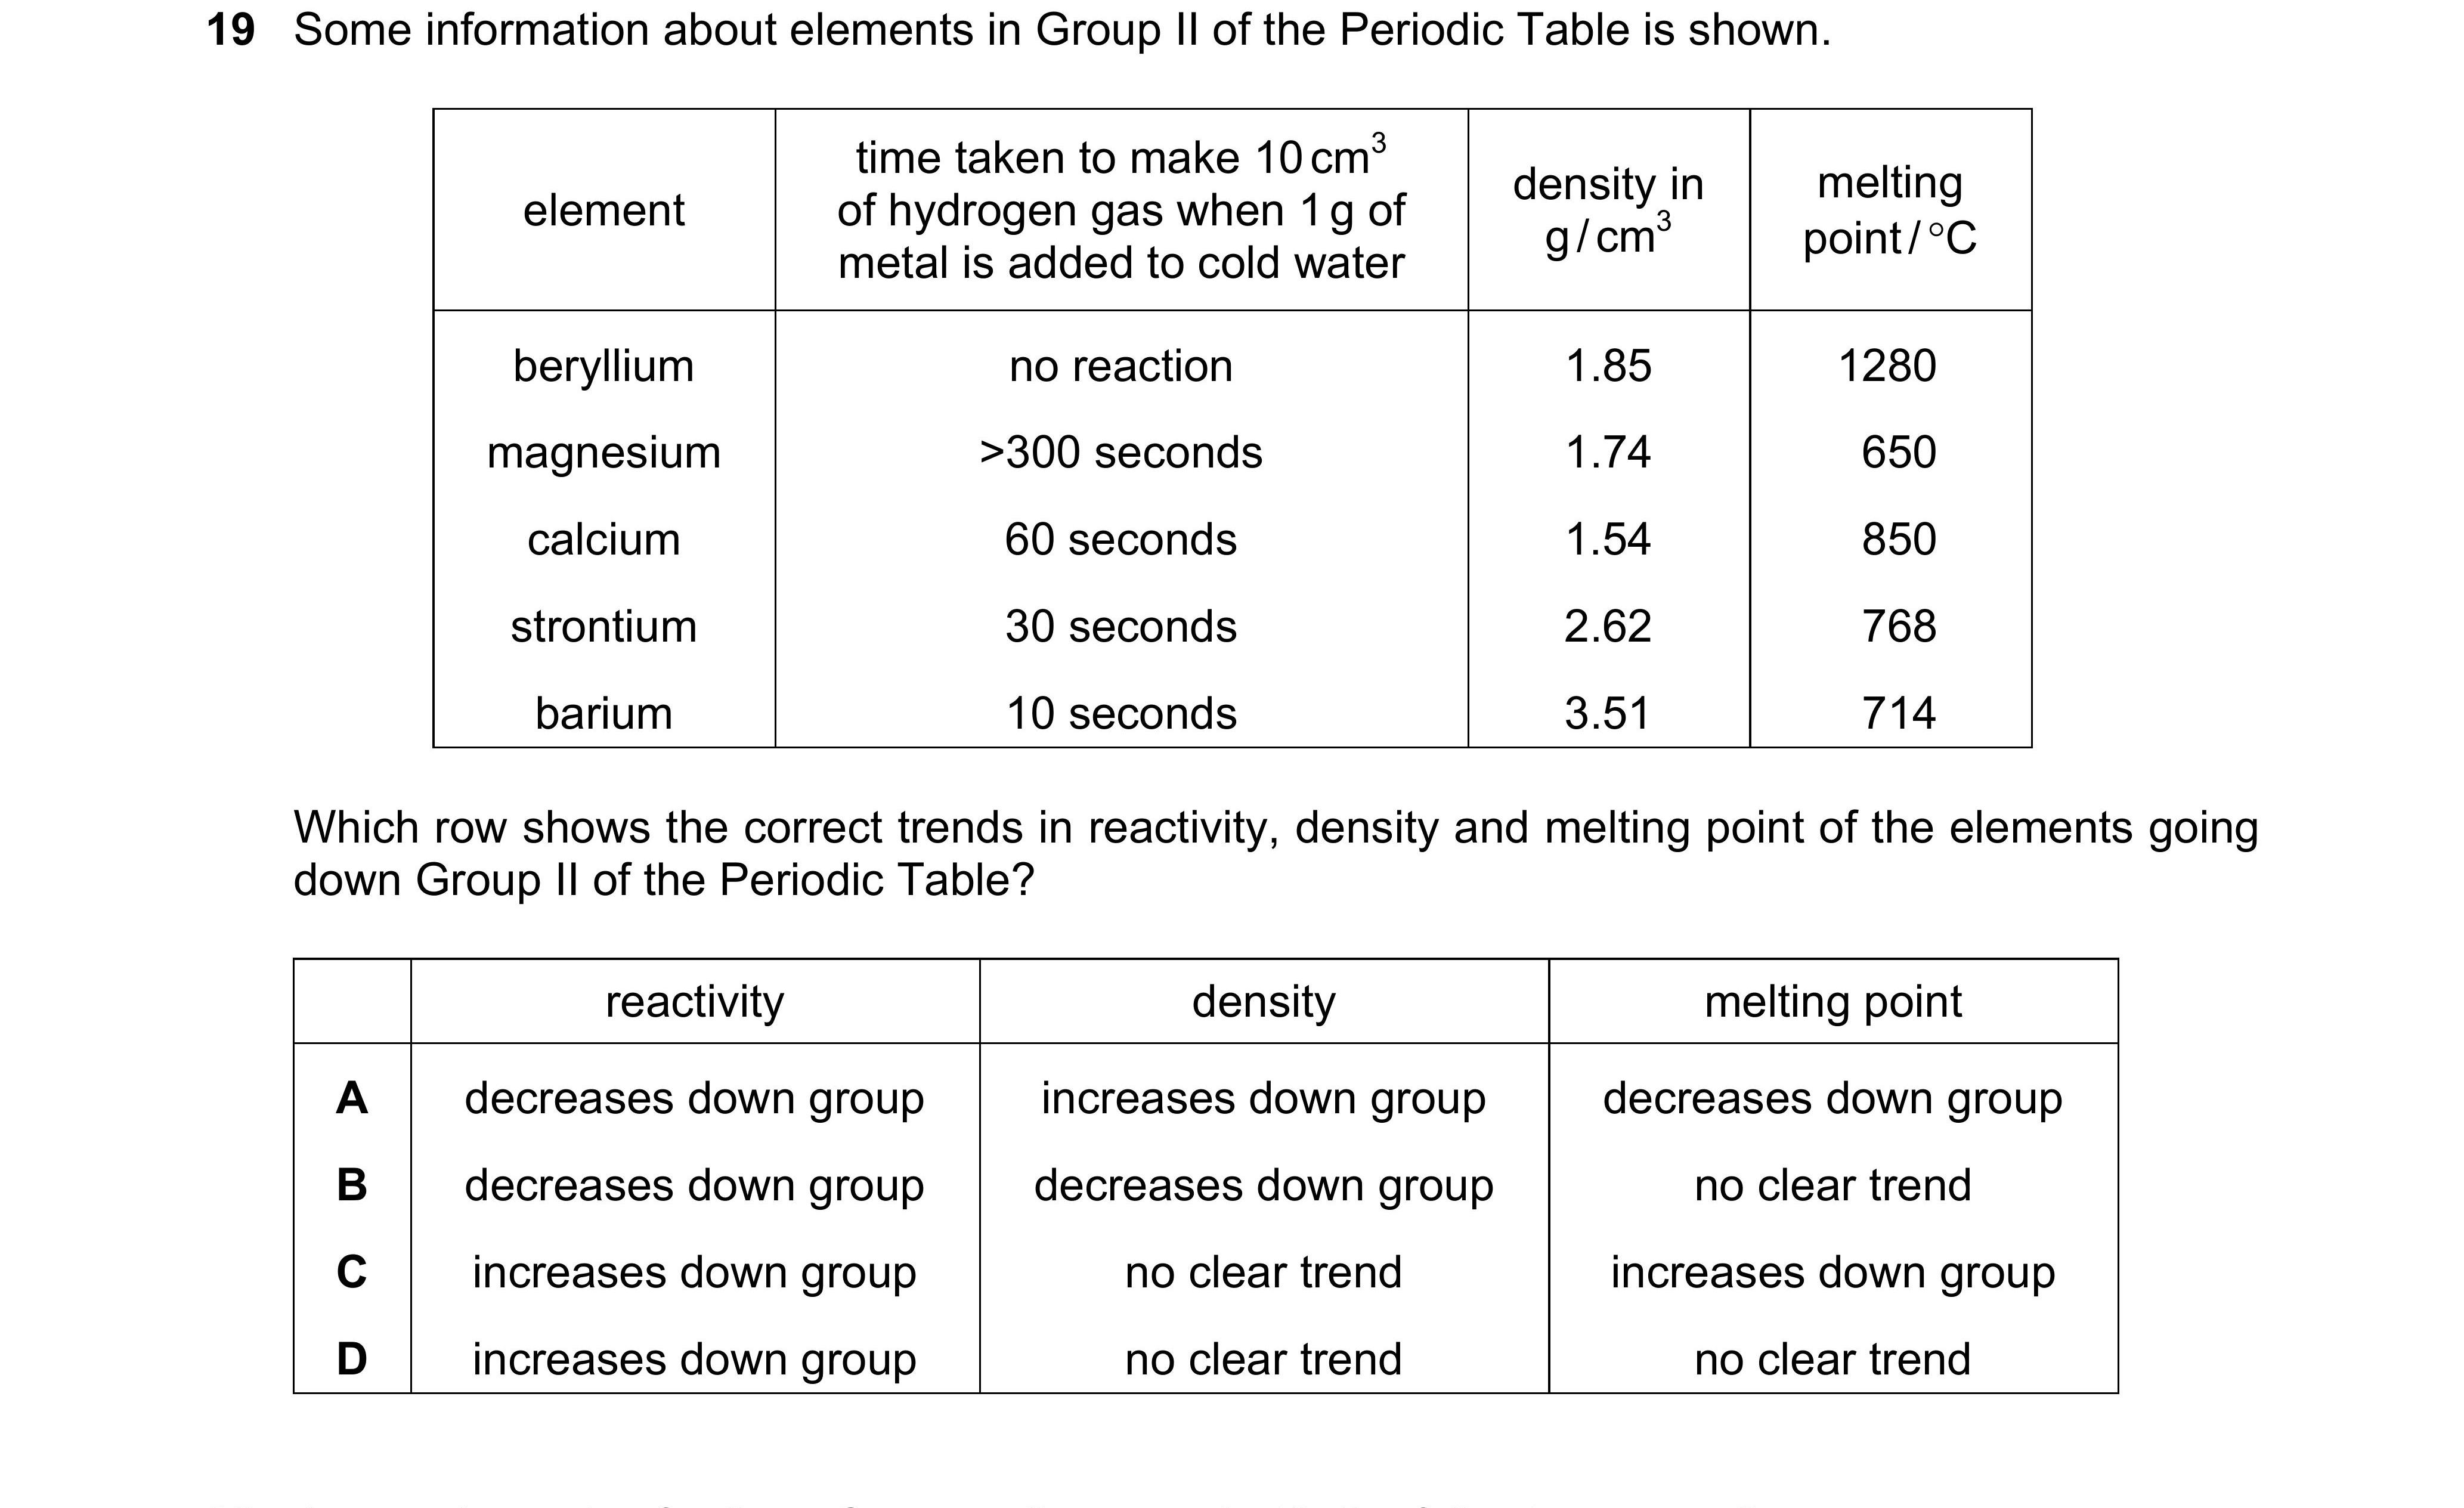 19 Some information about elements in Group II of the Periodic Table is shown.
element
time taken to make 10 cm³
of hydrogen gas when 1 g of
metal is added to cold water
density in
g / cm³
melting
point / °C
beryllium no reaction 1.85 1280
magnesium >300 seconds 1.74 650
calcium 60 seconds 1.54 850
strontium 30 seconds 2.62 768
barium 10 seconds 3.51 714
Which row shows the correct trends in reactivity, density and melting point of the elements going
down Group II of the Periodic Table?
reactivity density melting point
A decreases down group increases down group decreases down group
B decreases down group decreases down group no clear trend
C increases down group no clear trend increases down group
D increases down group no clear trend no clear trend